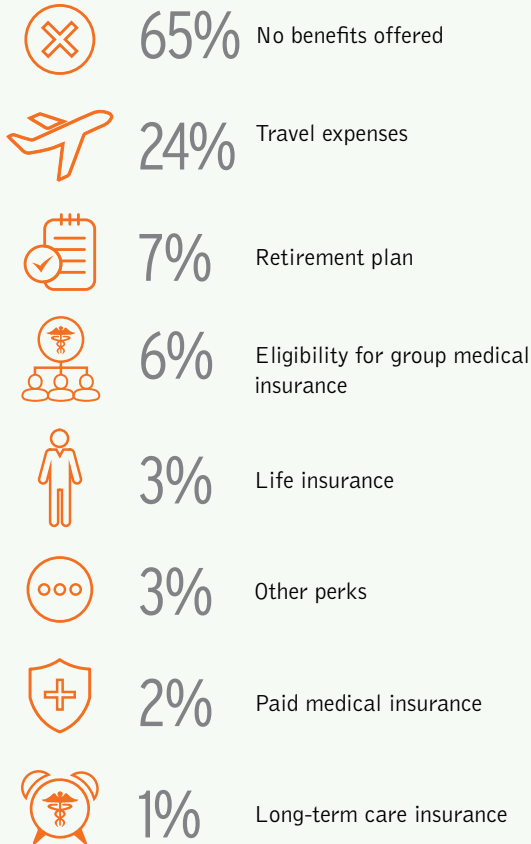 65% No benefits offered
24% Travel expenses
7% Retirement plan
6% Eligibility for group medical
insurance
3% Life insurance
3% Other perks
2% Paid medical insurance
1% Long-term care insurance